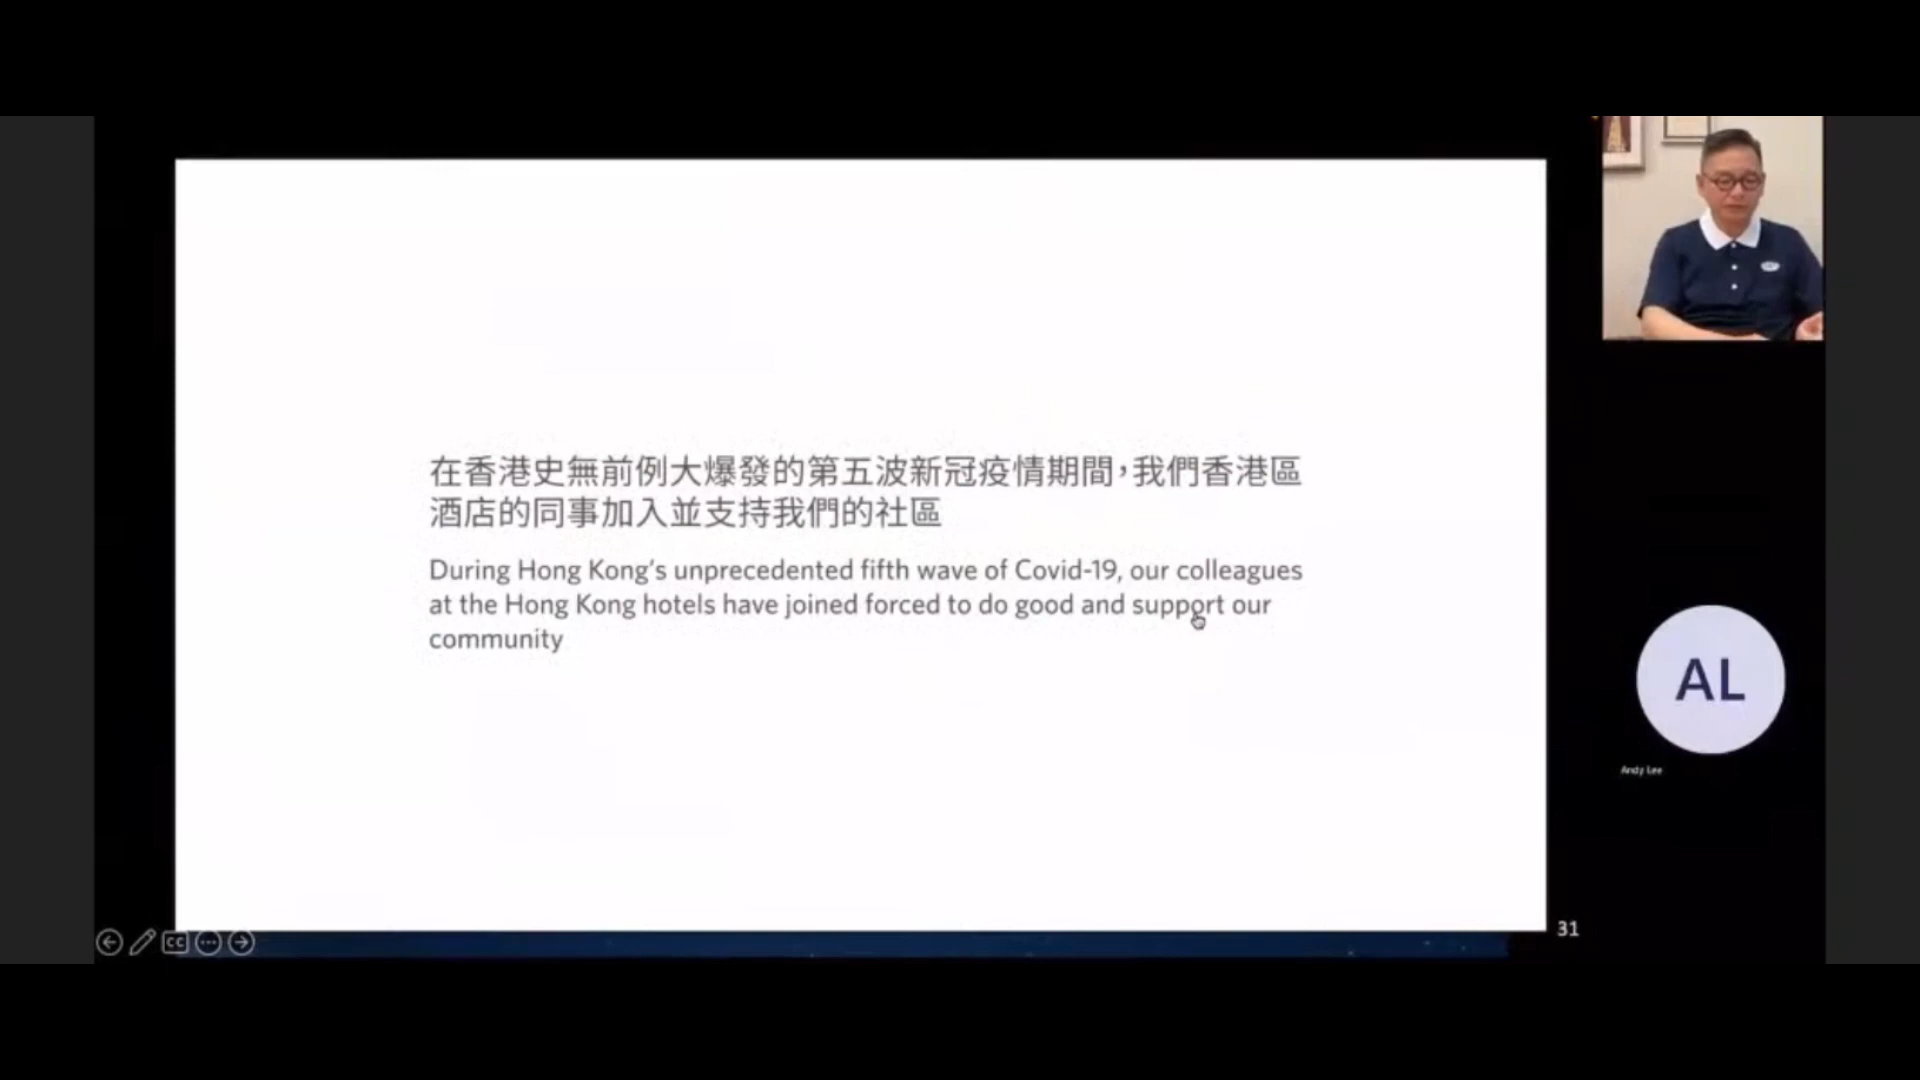 在香港史無前例大爆發的第五波新冠疫情期間，我們香港區
酒店的同事加入並支持我們的社區
During Hong Kong's unprecedented fifth wave of Covid-19, our colleagues
at the Hong Kong hotels have joined forced to do good and support our
community
AL
Andy Lee
CC
31